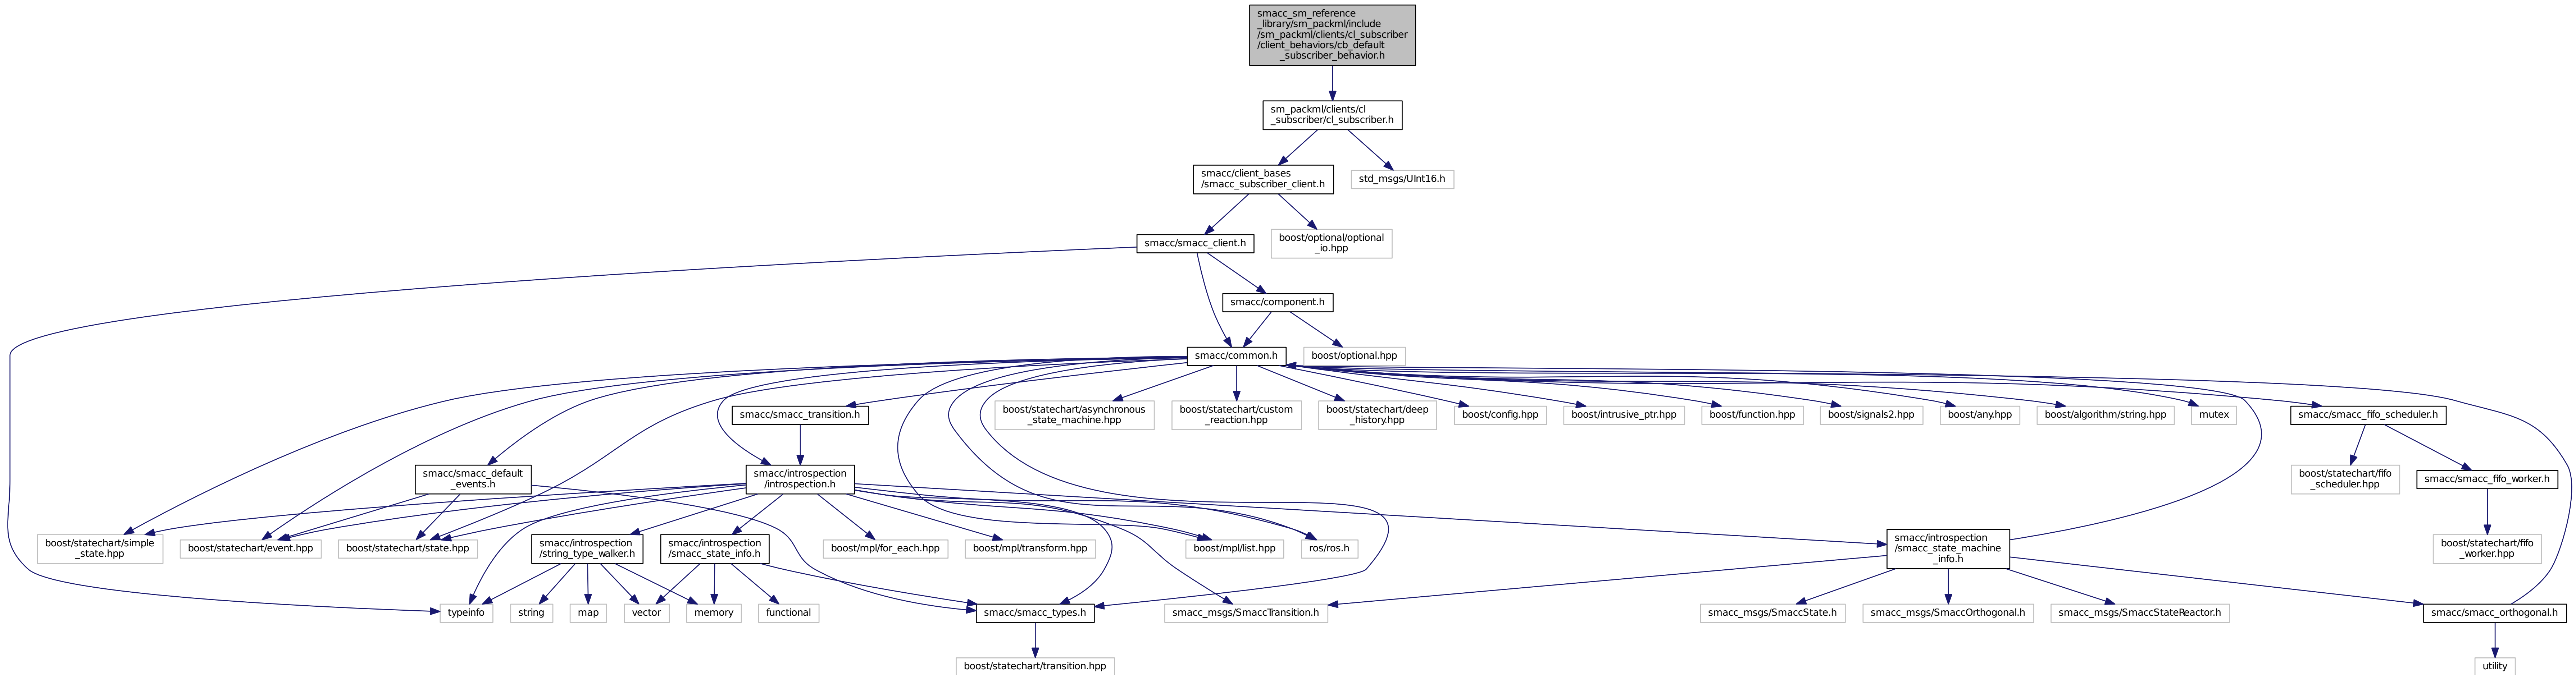 smacc_sm_reference
_library/sm_packml/include
/sm_packml/clients/cl_subscriber
/client_behaviors/cb_default
_subscriber_behavior.h
sm_packml/clients/cl
_subscriber/cl_subscriber.h
smacc/client_bases
/smacc_subscriber_client.h
std_msgs/UInt16.h
smacc/smacc_client.h
boost/optional/optional
_io.hpp
smacc/component.h
smacc/common.h
boost/optional.hpp
smacc/smacc_transition.h
boost/statechart/asynchronous
_state_machine.hpp
boost/statechart/custom
_reaction.hpp
boost/statechart/deep
_history.hpp
boost/config.hpp
boost/intrusive_ptr.hpp
boost/function.hpp
boost/signals2.hpp
boost/any.hpp
boost/algorithm/string.hpp
mutex
smacc/smacc_fifo_scheduler.h
smacc/smacc_default
_events.h
smacc/introspection
/introspection.h
boost/statechart/fifo
_scheduler.hpp
smacc/smacc_fifo_worker.h
boost/statechart/simple
_state.hpp
boost/statechart/event.hpp
boost/statechart/state.hpp
smacc/introspection
/string_type_walker.h
smacc/introspection
/smacc_state_info.h
boost/mpl/for_each.hpp
boost/mpl/transform.hpp
boost/mpl/list.hpp
ros/ros.h
smacc/introspection
/smacc_state_machine
_info.h
boost/statechart/fifo
_worker.hpp
typeinfo
string
map
vector
memory
functional
smacc/smacc_types.h
smacc_msgs/SmaccTransition.h
smacc_msgs/SmaccState.h
smacc_msgs/SmaccOrthogonal.h
smacc_msgs/SmaccStateReactor.h
smacc/smacc_orthogonal.h
boost/statechart/transition.hpp
utility